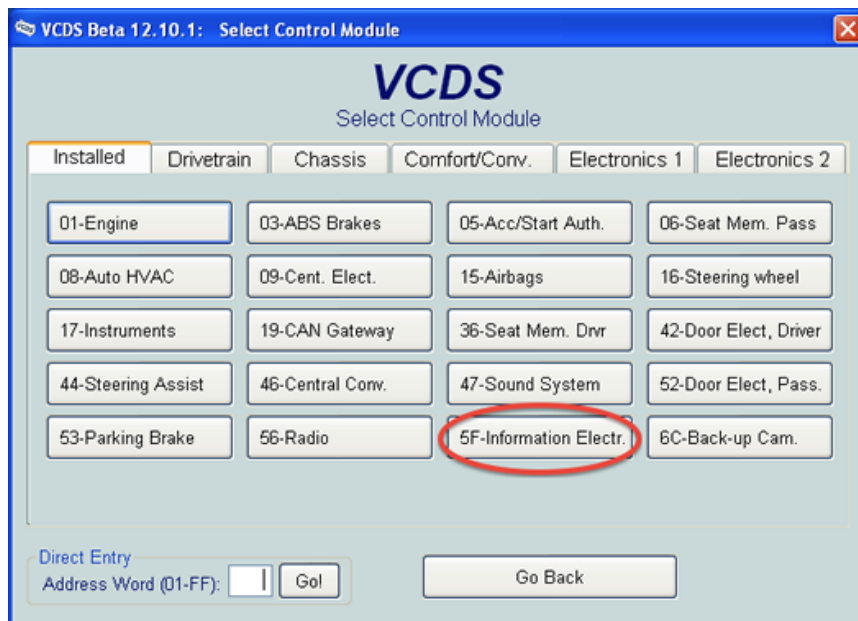 VCDS Beta 12.10.1: Select Control Module
VCDS
Select Control Module
Installed Drivetrain Chassis Comfort/Conv. Electronics 1 Electronics 2
01-Engine 03-ABS Brakes 05-Acc/Start Auth. 06-Seat Mem. Pass
08-Auto HVAC 09-Cent. Elect. 15-Airbags 16-Steering wheel
17-Instruments 19-CAN Gateway 36-Seat Mem. Drvr 42-Door Elect, Driver
44-Steering Assist 46-Central Conv. 47-Sound System 52-Door Elect, Pass.
53-Parking Brake 56-Radio 5F-Information Electr. 6C-Back-up Cam.
Direct Entry
Address Word (01-FF): Go! Go Back